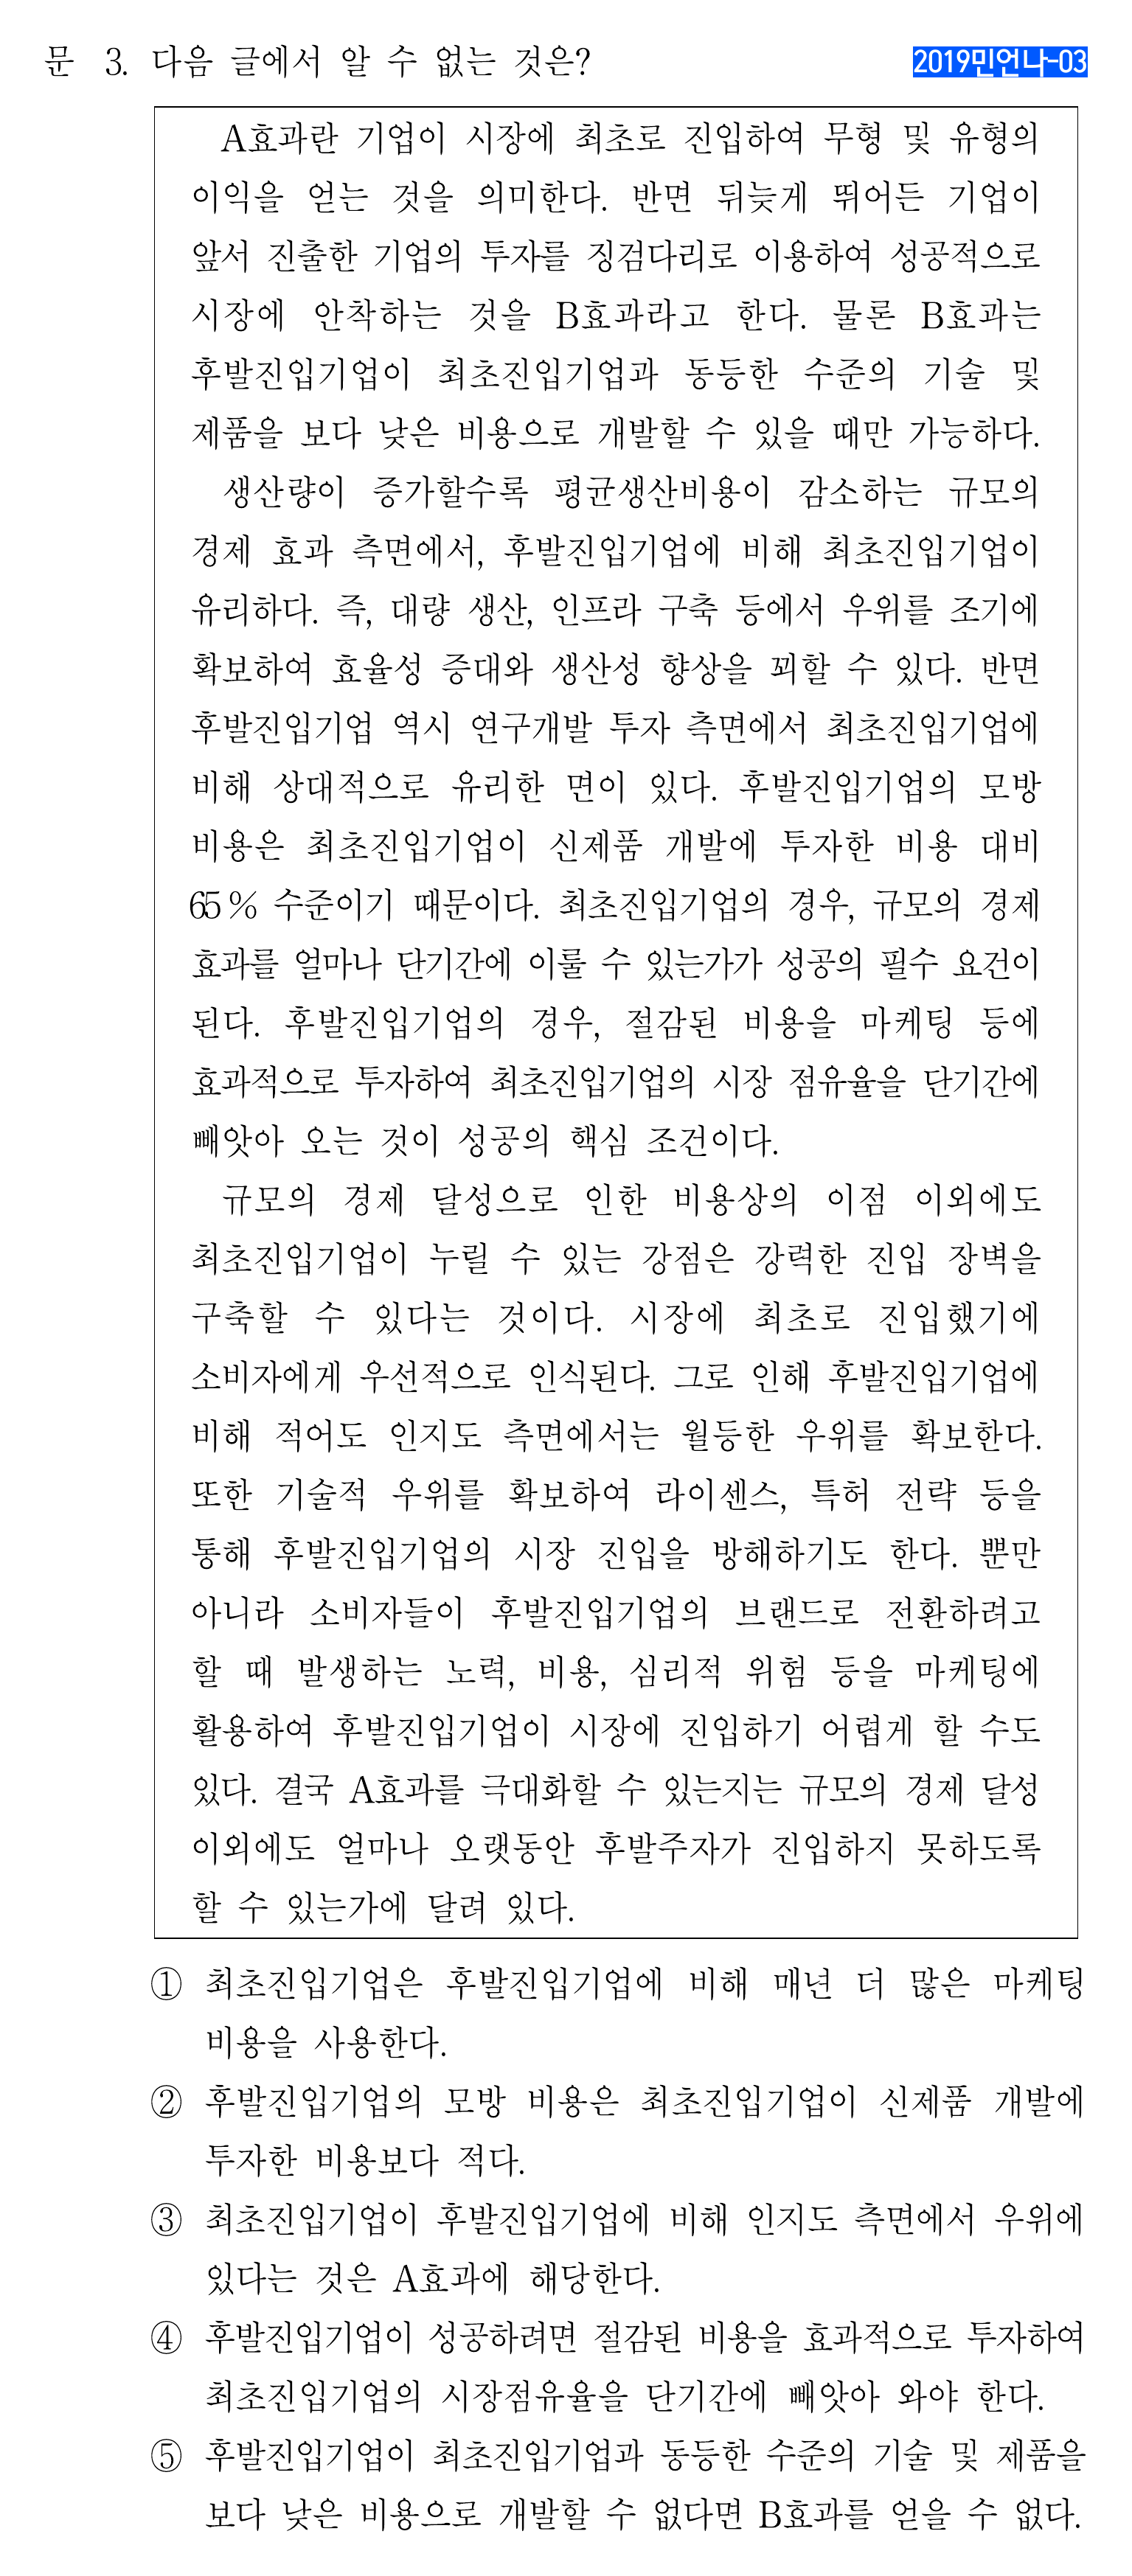 문 3. 다음 글에서 알 수 없는 것은?
2019민언나-03
A효과란 기업이 시장에 최초로 진입하여 무형 및 유형의
이익을 얻는 것을 의미한다. 반면 뒤늦게 뛰어든 기업이
앞서 진출한 기업의 투자를 징검다리로 이용하여 성공적으로
시장에 안착하는 것을 B효과라고 한다. 물론 B효과는
후발진입기업이 최초진입기업과 동등한 수준의 기술 및
제품을 보다 낮은 비용으로 개발할 수 있을 때만 가능하다.
생산량이 증가할수록 평균생산비용이 감소하는 규모의
경제 효과 측면에서, 후발진입기업에 비해 최초진입기업이
유리하다. 즉, 대량 생산, 인프라 구축 등에서 우위를 조기에
확보하여 효율성 증대와 생산성 향상을 꾀할 수 있다. 반면
후발진입기업 역시 연구개발 투자 측면에서 최초진입기업에
비해 상대적으로 유리한 면이 있다. 후발진입기업의 모방
비용은 최초진입기업이 신제품 개발에 투자한 비용 대비
65% 수준이기 때문이다. 최초진입기업의 경우, 규모의 경제
효과를 얼마나 단기간에 이룰 수 있는가가 성공의 필수 요건이
된다. 후발진입기업의 경우, 절감된 비용을 마케팅 등에
효과적으로 투자하여 최초진입기업의 시장 점유율을 단기간에
빼앗아 오는 것이 성공의 핵심 조건이다.
규모의 경제 달성으로 인한 비용상의 이점 이외에도
최초진입기업이 누릴 수 있는 강점은 강력한 진입 장벽을
구축할 수 있다는 것이다. 시장에 최초로 진입했기에
소비자에게 우선적으로 인식된다. 그로 인해 후발진입기업에
비해 적어도 인지도 측면에서는 월등한 우위를 확보한다.
또한 기술적 우위를 확보하여 라이센스, 특허 전략 등을
통해 후발진입기업의 시장 진입을 방해하기도 한다. 뿐만
아니라 소비자들이 후발진입기업의 브랜드로 전환하려고
할 때 발생하는 노력, 비용, 심리적 위험 등을 마케팅에
활용하여 후발진입기업이 시장에 진입하기 어렵게 할 수도
있다. 결국 A효과를 극대화할 수 있는지는 규모의 경제 달성
이외에도 얼마나 오랫동안 후발주자가 진입하지 못하도록
할 수 있는가에 달려 있다.
① 최초진입기업은 후발진입기업에 비해 매년 더 많은 마케팅
비용을 사용한다.
② 후발진입기업의 모방 비용은 최초진입기업이 신제품 개발에
투자한 비용보다 적다.
③ 최초진입기업이 후발진입기업에 비해 인지도 측면에서 우위에
있다는 것은 A효과에 해당한다.
④ 후발진입기업이 성공하려면 절감된 비용을 효과적으로 투자하여
최초진입기업의 시장점유율을 단기간에 빼앗아 와야 한다.
⑤ 후발진입기업이 최초진입기업과 동등한 수준의 기술 및 제품을
보다 낮은 비용으로 개발할 수 없다면 B효과를 얻을 수 없다.